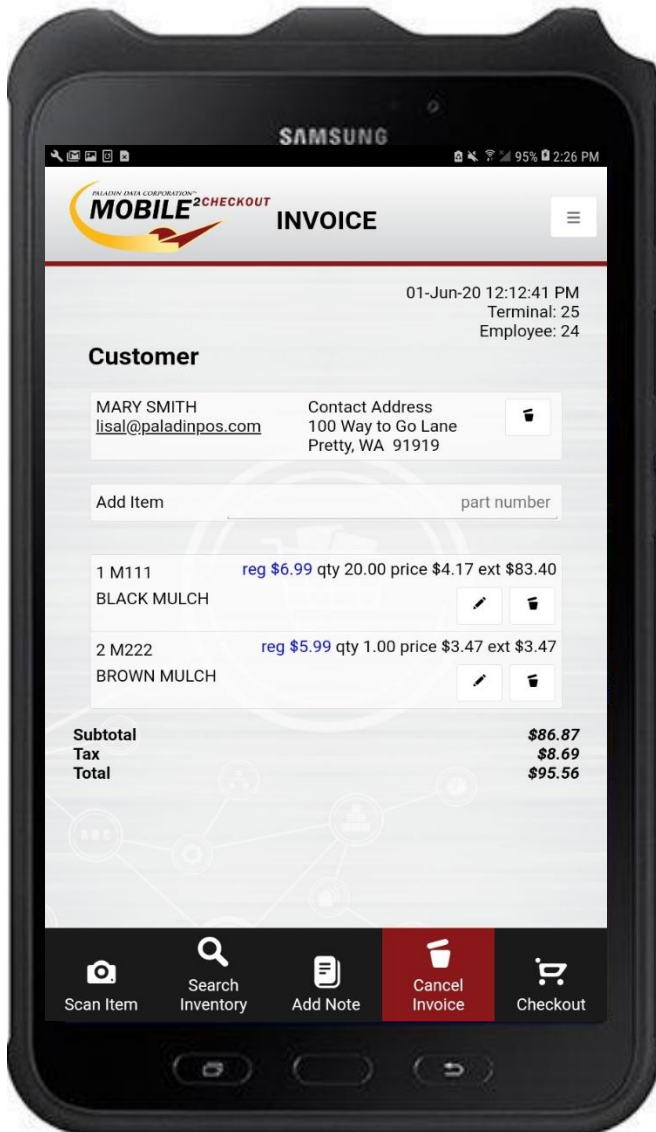 SAMSUNG
95% 2:26 PM
PALADIN DATA CORPORATION™
MOBILE 2CHECKOUT
INVOICE
01-Jun-20 12:12:41 PM
Terminal: 25
Employee: 24
Customer
MARY SMITH
lisal@paladinpos.com
Contact Address
100 Way to Go Lane
Pretty, WA 91919
Add Item part number
1 M111 reg $6.99 qty 20.00 price $4.17 ext $83.40
BLACK MULCH
2 M222 reg $5.99 qty 1.00 price $3.47 ext $3.47
BROWN MULCH
Subtotal $86.87
Tax $8.69
Total $95.56
ABC
Scan Item
Search
Inventory
Add Note
Cancel
Invoice
Checkout